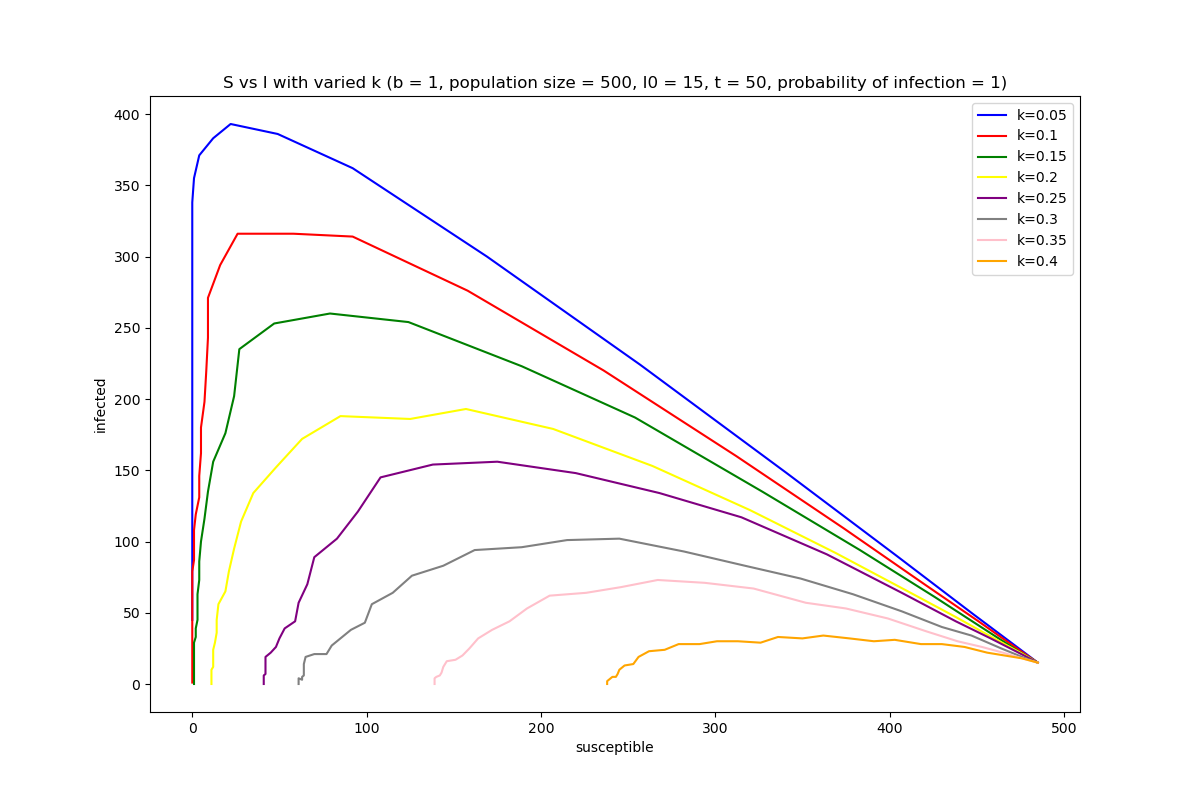 S vs I with varied k (b = 1, population size = 500, I0 = 15, t = 50, probability of infection = 1)
400
350
300
250
200
150
100
50
0
infected
k=0.05
k=0.1
k=0.15
k=0.2
k=0.25
k=0.3
k=0.35
k=0.4
0 100 200 300 400 500
susceptible